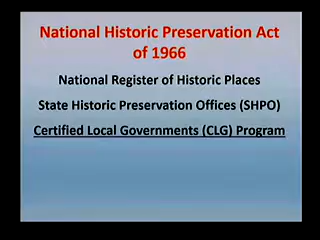 National Historic Preservation Act
of 1966
National Register of Historic Places
State Historic Preservation Offices (SHPO)
Certified Local Governments (CLG) Program